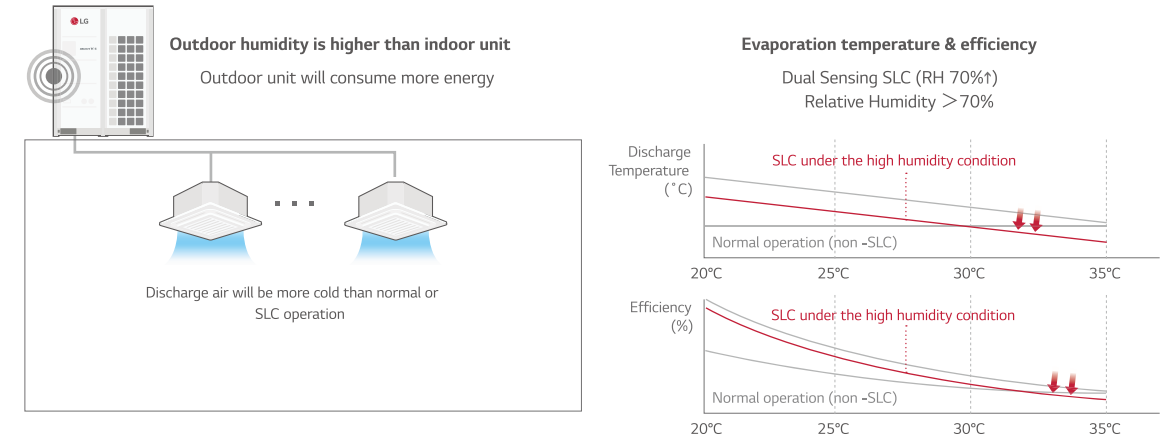 LG
Outdoor humidity is higher than indoor unit
Outdoor unit will consume more energy
Discharge air will be more cold than normal or
SLC operation
Evaporation temperature & efficiency
Dual Sensing SLC (RH 70%↑)
Relative Humidity >70%
Discharge
Temperature
(˚C)
SLC under the high humidity condition
Normal operation (non -SLC)
20°C 25°C 30°C 35°C
Efficiency
(%)
SLC under the high humidity condition
Normal operation (non -SLC)
20°C 25°C 30°C 35°C